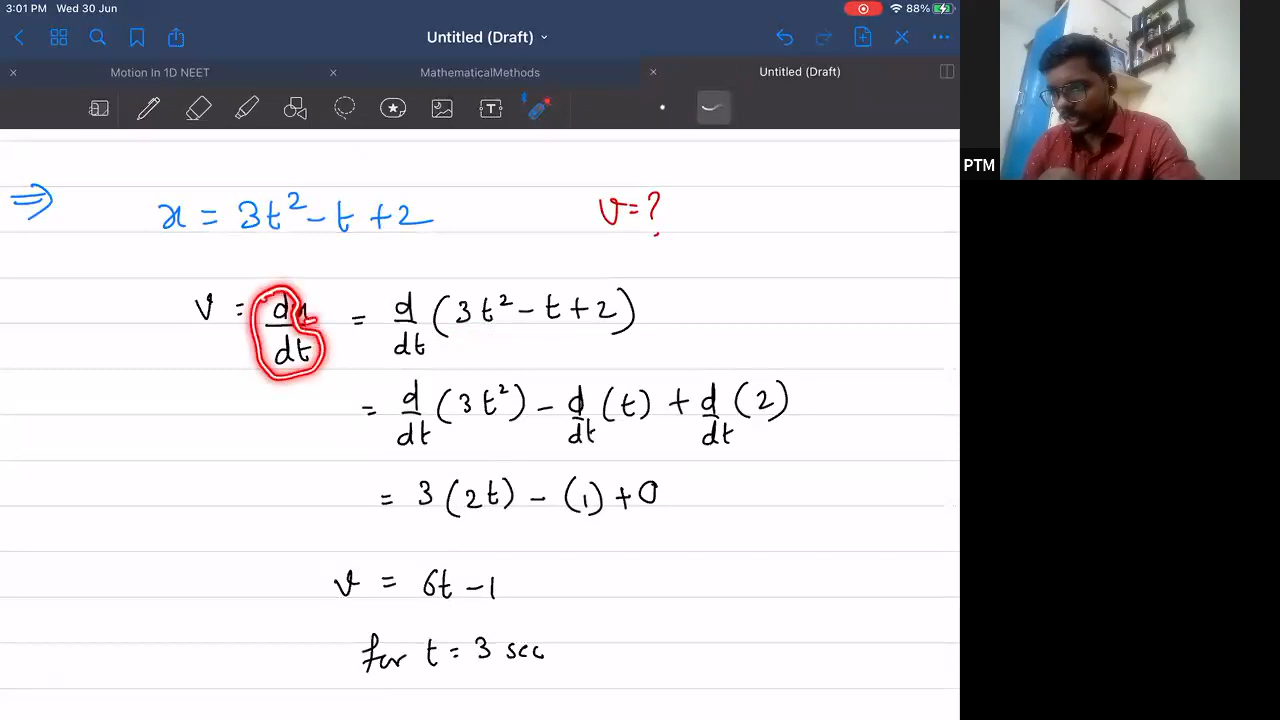 3:01 PM Wed 30 Jun 88%
Untitled (Draft)
Motion In 1D NEET MathematicalMethods Untitled (Draft)
T
PTM
⇒ x = 3t² - t + 2 v = ?
v = dx/dt = d/dt (3t² - t + 2)
= d/dt (3t²) - d/dt (t) + d/dt (2)
= 3 (2t) - (1) + 0
v = 6t - 1
for t = 3 sec